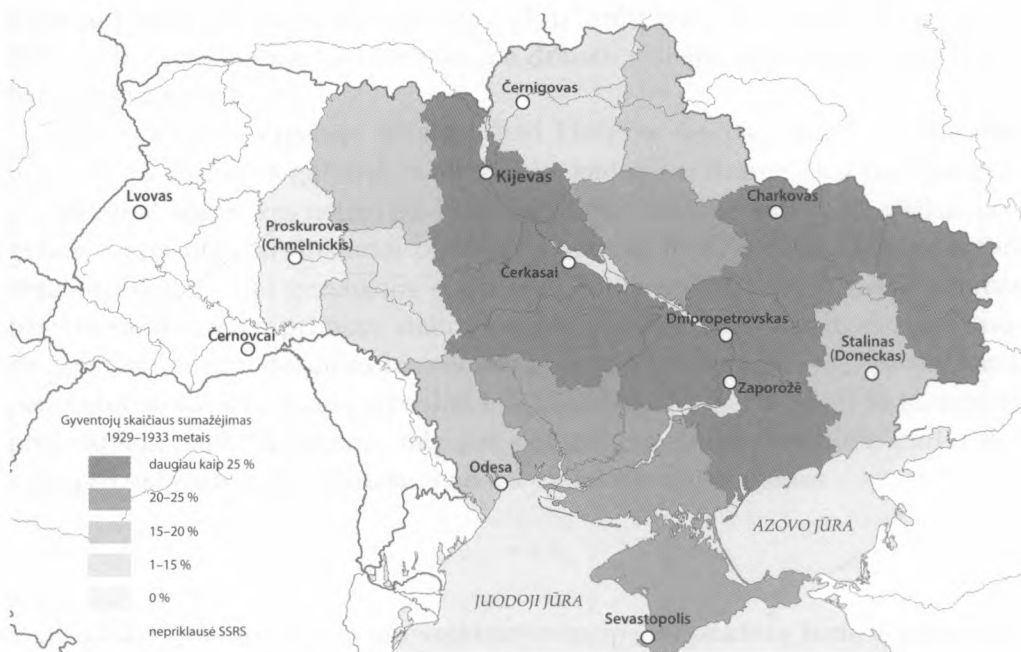 Černigovas
Lvovas
Kijevas
Charkovas
Proskurovas
(Chmelnickis)
Čerkasai
Dnipropetrovskas
Černovcai
Stalinas
(Doneckas)
Zaporožė
Gyventojų skaičiaus sumažėjimas
1929–1933 metais
daugiau kaip 25 %
20–25 %
15–20 %
1–15 %
0 %
nepriklausė SSRS
Odesa
AZOVO JŪRA
JUODOJI JŪRA
Sevastopolis